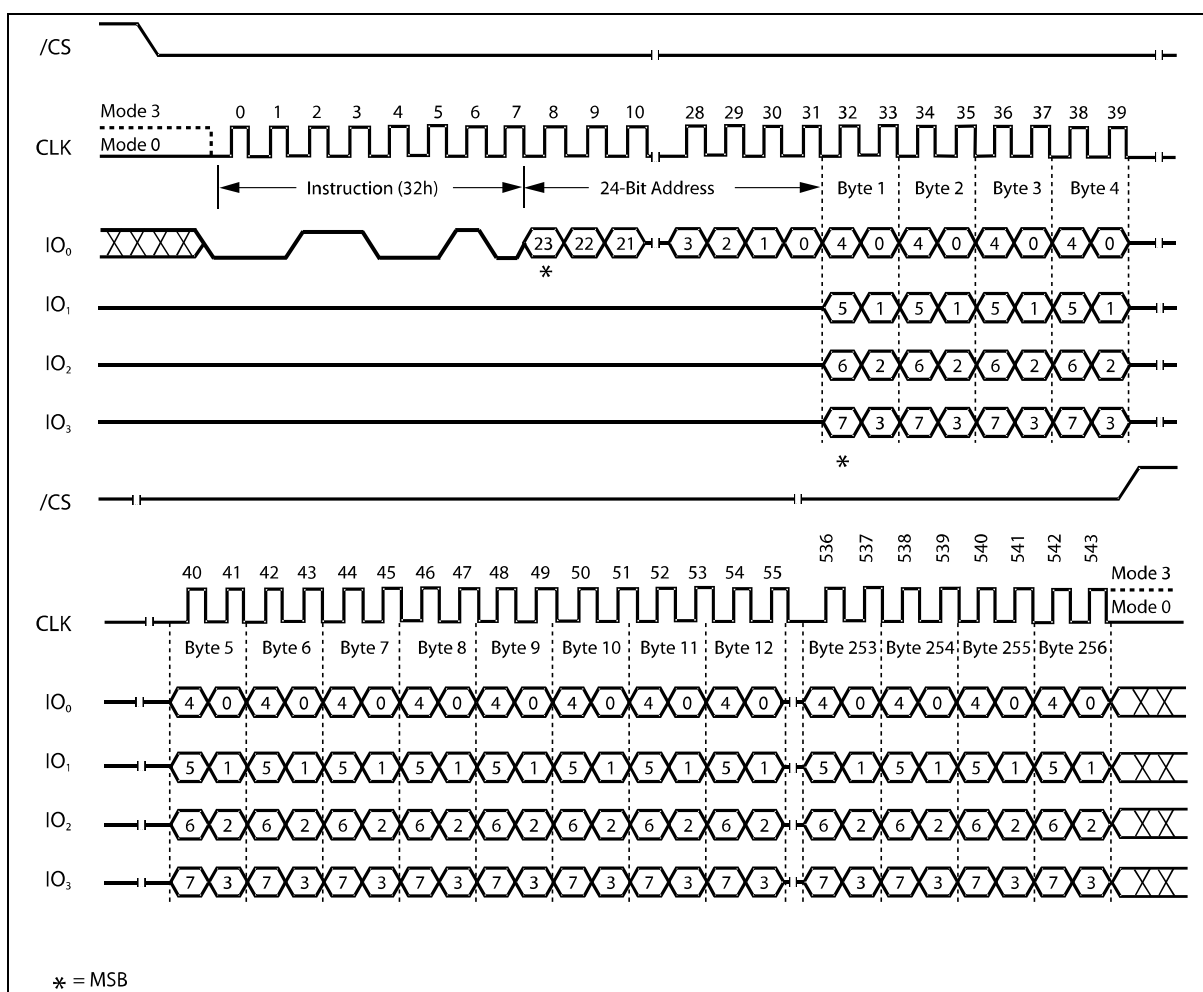 /CS
Mode 3
0 1 2 3 4 5 6 7 8 9 10 28 29 30 31 32 33 34 35 36 37 38 39
CLK
Mode 0
Instruction (32h) 24-Bit Address Byte 1 Byte 2 Byte 3 Byte 4
IO₀ 23 22 21 3 2 1 0 4 0 4 0 4 0 4 0
*
IO₁ 5 1 5 1 5 1 5 1
IO₂ 6 2 6 2 6 2 6 2
IO₃ 7 3 7 3 7 3 7 3
*
/CS
40 41 42 43 44 45 46 47 48 49 50 51 52 53 54 55 536 537 538 539 540 541 542 543
Mode 3
CLK
Mode 0
Byte 5 Byte 6 Byte 7 Byte 8 Byte 9 Byte 10 Byte 11 Byte 12 Byte 253 Byte 254 Byte 255 Byte 256
IO₀ 4 0 4 0 4 0 4 0 4 0 4 0 4 0 4 0 4 0 4 0 4 0 4 0
IO₁ 5 1 5 1 5 1 5 1 5 1 5 1 5 1 5 1 5 1 5 1 5 1 5 1
IO₂ 6 2 6 2 6 2 6 2 6 2 6 2 6 2 6 2 6 2 6 2 6 2 6 2
IO₃ 7 3 7 3 7 3 7 3 7 3 7 3 7 3 7 3 7 3 7 3 7 3 7 3
* = MSB